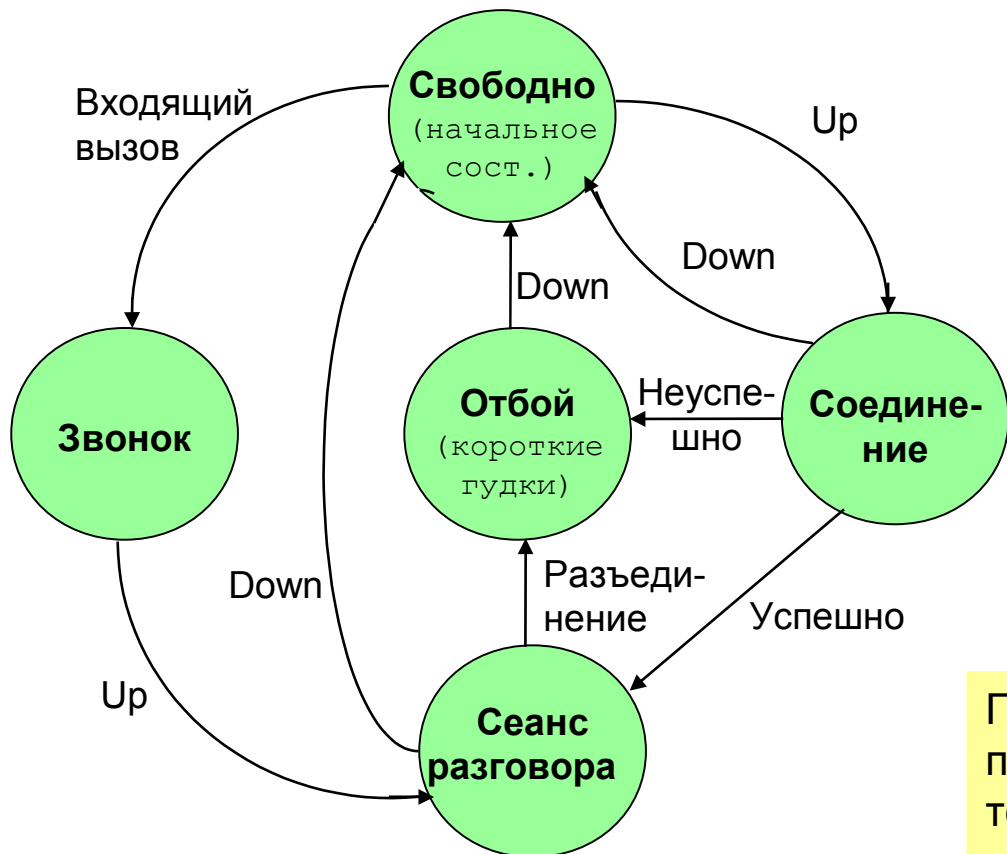 Свободно
(начальное
сост.)
Входящий
вызов
Up
Down
Down
Звонок
Отбой
(короткие
гудки)
Неуспе-
шно
Соедине-
ние
Down
Разъеди-
нение
Успешно
Up
Сеанс
разговора